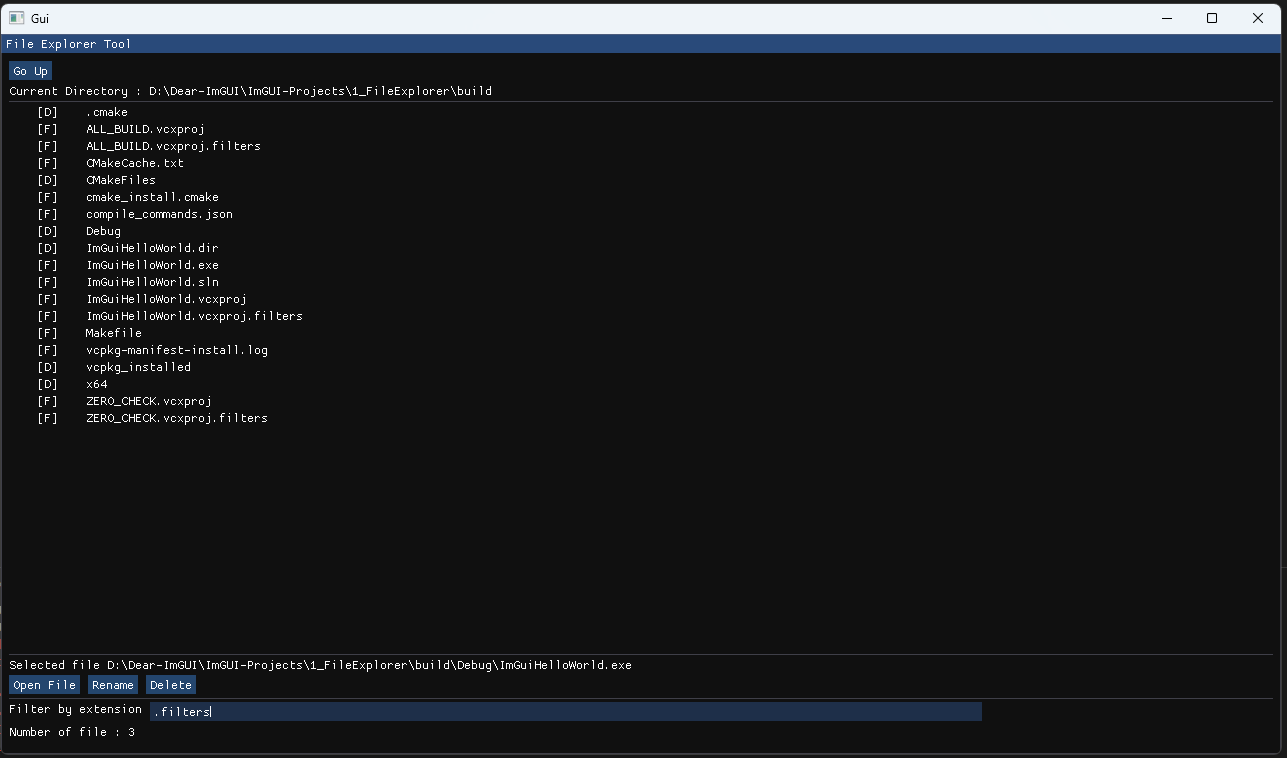 Gui
File Explorer Tool
Go Up
Current Directory : D:\Dear-ImGUI\ImGUI-Projects\1_FileExplorer\build
[D] .cmake
[F] ALL_BUILD.vcxproj
[F] ALL_BUILD.vcxproj.filters
[F] CMakeCache.txt
[D] CMakeFiles
[F] cmake_install.cmake
[F] compile_commands.json
[D] Debug
[D] ImGuiHelloWorld.dir
[F] ImGuiHelloWorld.exe
[F] ImGuiHelloWorld.sln
[F] ImGuiHelloWorld.vcxproj
[F] ImGuiHelloWorld.vcxproj.filters
[F] Makefile
[F] vcpkg-manifest-install.log
[D] vcpkg_installed
[D] x64
[F] ZERO_CHECK.vcxproj
[F] ZERO_CHECK.vcxproj.filters
Selected file D:\Dear-ImGUI\ImGUI-Projects\1_FileExplorer\build\Debug\ImGuiHelloWorld.exe
Open File Rename Delete
Filter by extension .filters
Number of file : 3